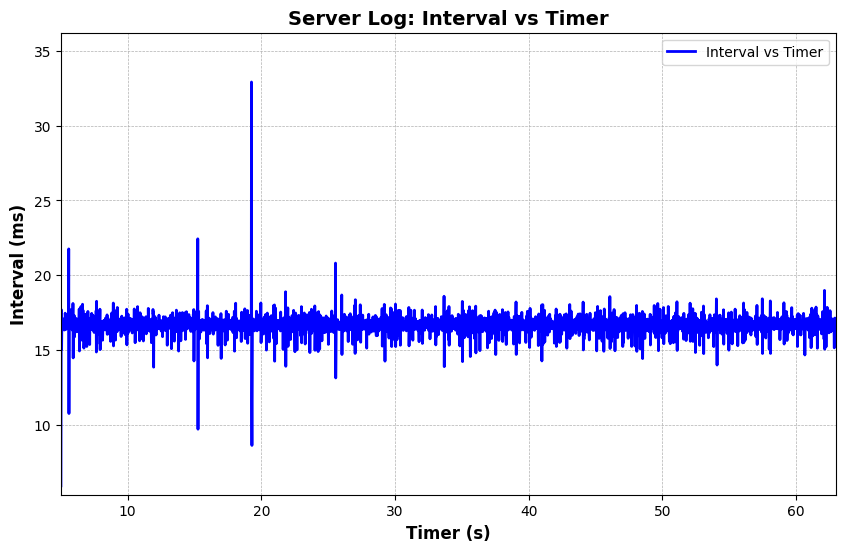 Server Log: Interval vs Timer
Interval vs Timer
35
30
25
20
15
10
Interval (ms)
10 20 30 40 50 60
Timer (s)